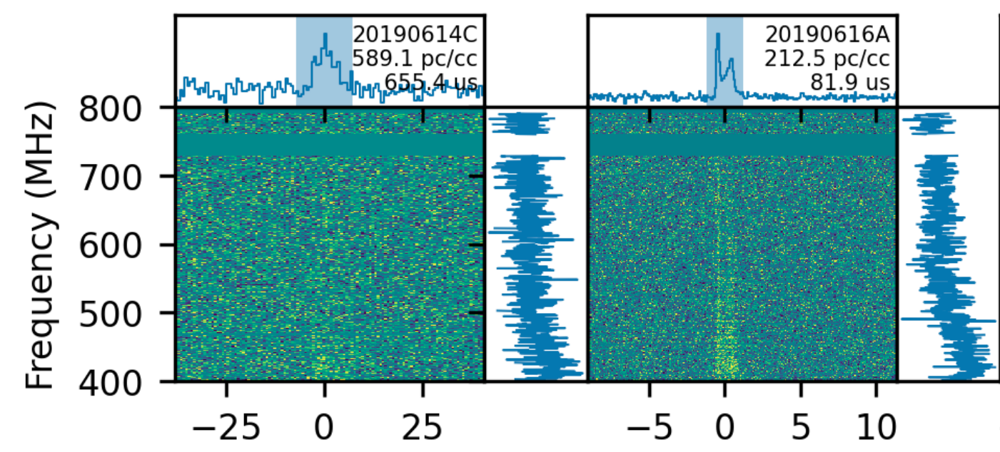 20190614C
589.1 pc/cc
655.4 us
20190616A
212.5 pc/cc
81.9 us
Frequency (MHz)
800
700
600
500
400
−25 0 25
−5 0 5 10